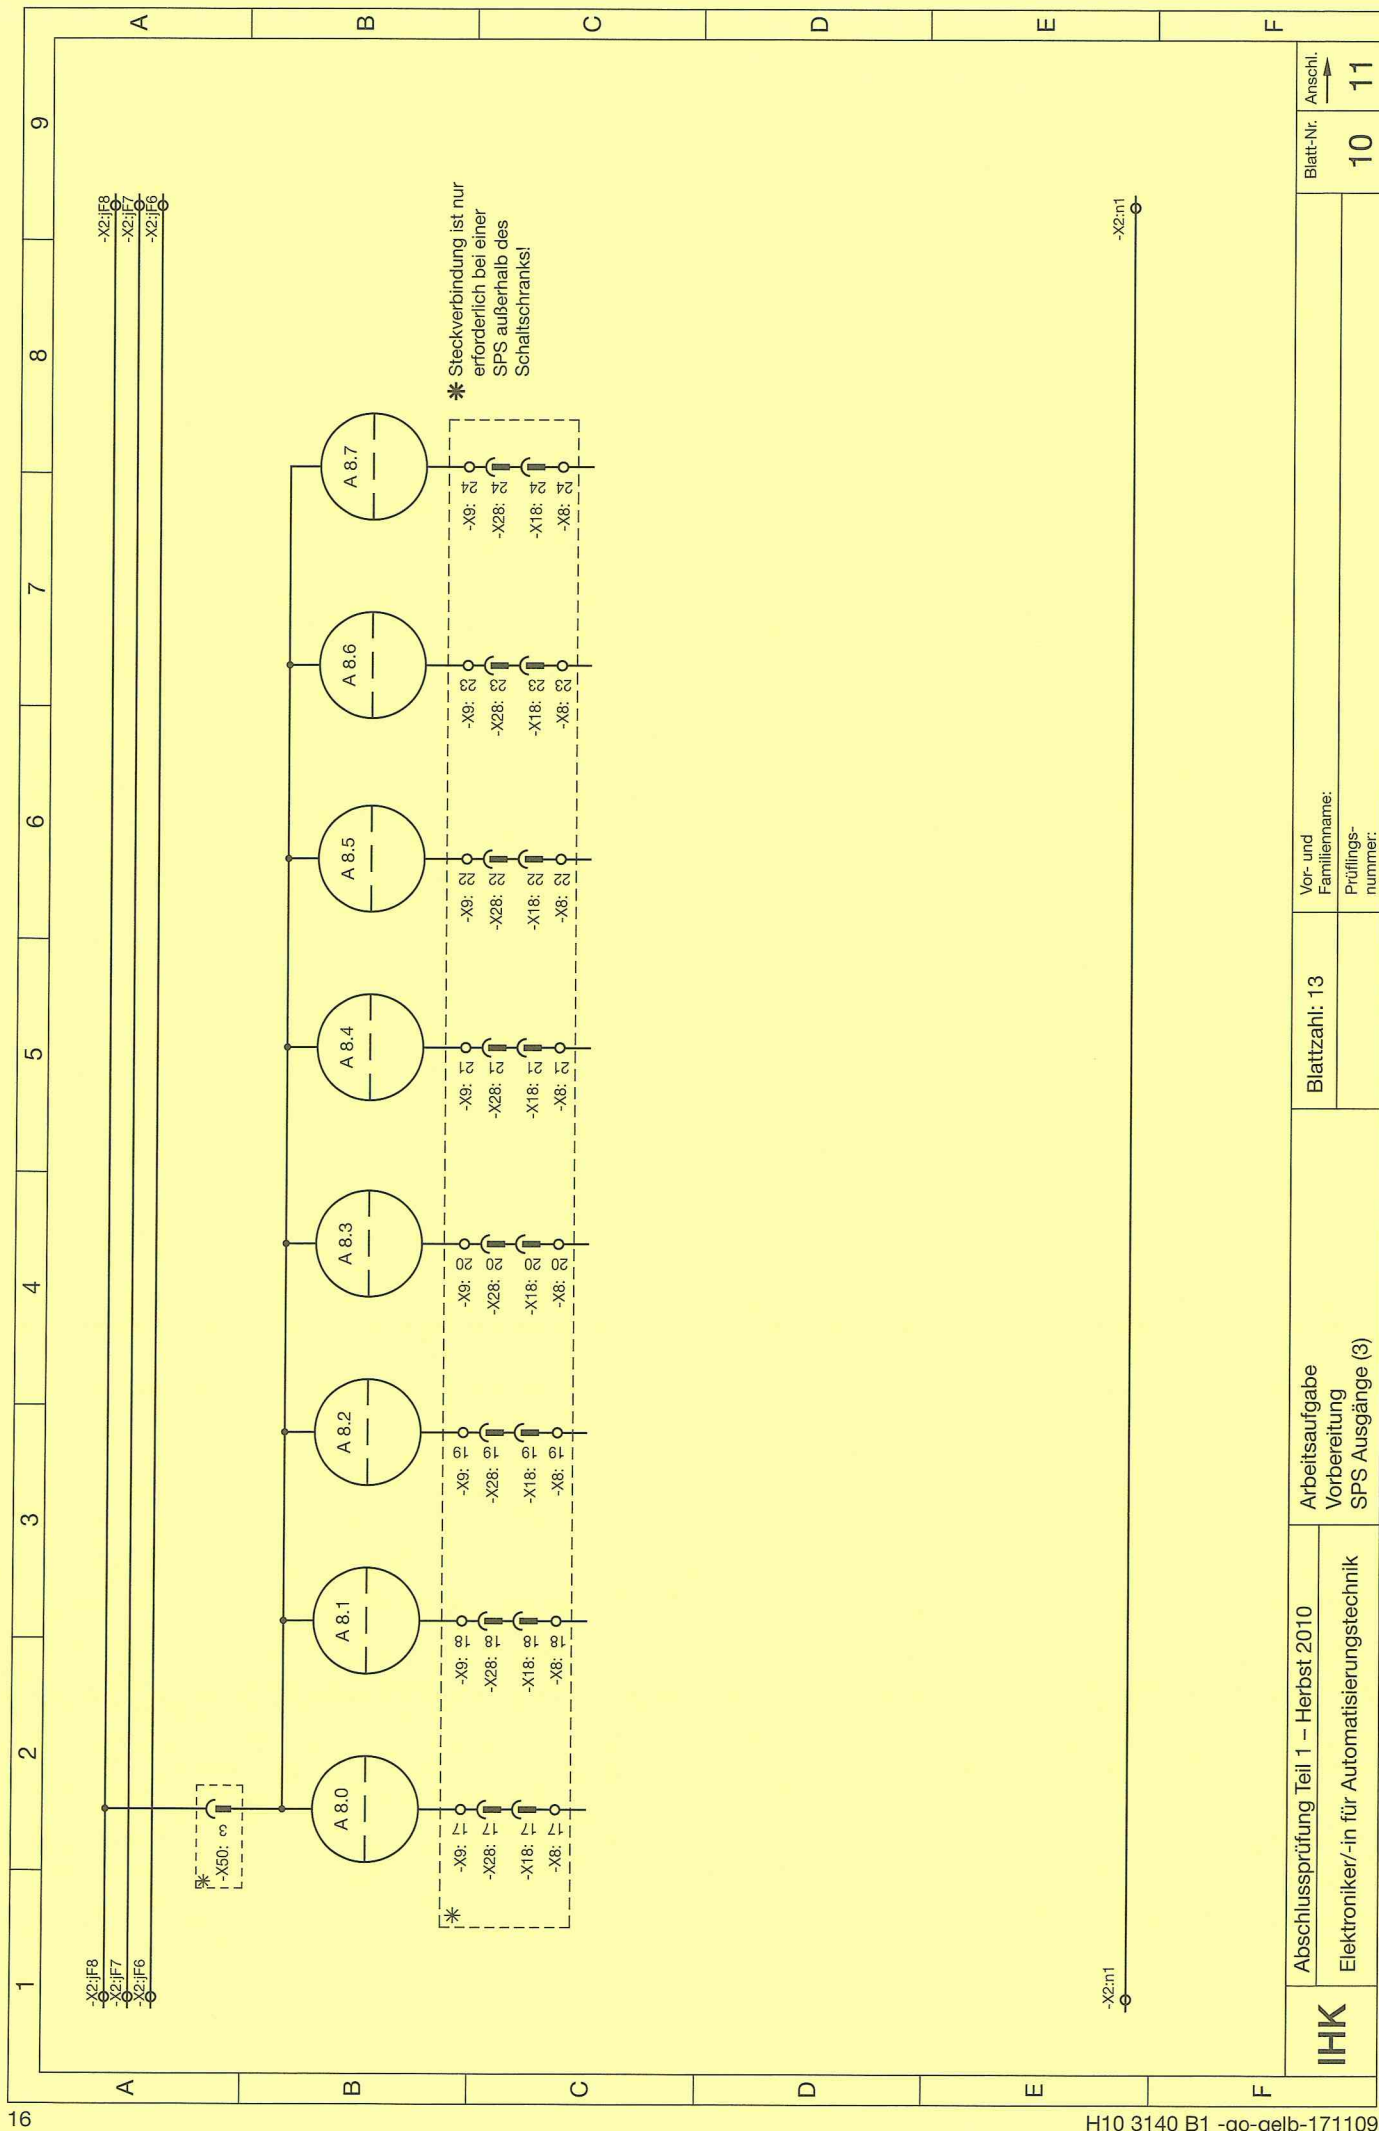 1 2 3 4 5 6 7 8 9
A
B
C
D
E
F
A
B
C
D
E
F
-X2:jF8
-X2:jF7
-X2:jF6
-X2:jF8
-X2:jF7
-X2:jF6
✱
-X50: 3
A 8.0
A 8.1
A 8.2
A 8.3
A 8.4
A 8.5
A 8.6
A 8.7
✱ Steckverbindung ist nur
erforderlich bei einer
SPS außerhalb des
Schaltschranks!
✱
-X9: 17
-X28: 17
-X18: 17
-X8: 17
-X9: 18
-X28: 18
-X18: 18
-X8: 18
-X9: 19
-X28: 19
-X18: 19
-X8: 19
-X9: 20
-X28: 20
-X18: 20
-X8: 20
-X9: 21
-X28: 21
-X18: 21
-X8: 21
-X9: 22
-X28: 22
-X18: 22
-X8: 22
-X9: 23
-X28: 23
-X18: 23
-X8: 23
-X9: 24
-X28: 24
-X18: 24
-X8: 24
-X2:n1
-X2:n1
IHK
Abschlussprüfung Teil 1 – Herbst 2010
Elektroniker/-in für Automatisierungstechnik
Arbeitsaufgabe
Vorbereitung
SPS Ausgänge (3)
Blattzahl: 13
Vor- und
Familienname:
Prüflings-
nummer:
Blatt-Nr.
10
Anschl.
11
16
H10 3140 B1 -go-gelb-171109